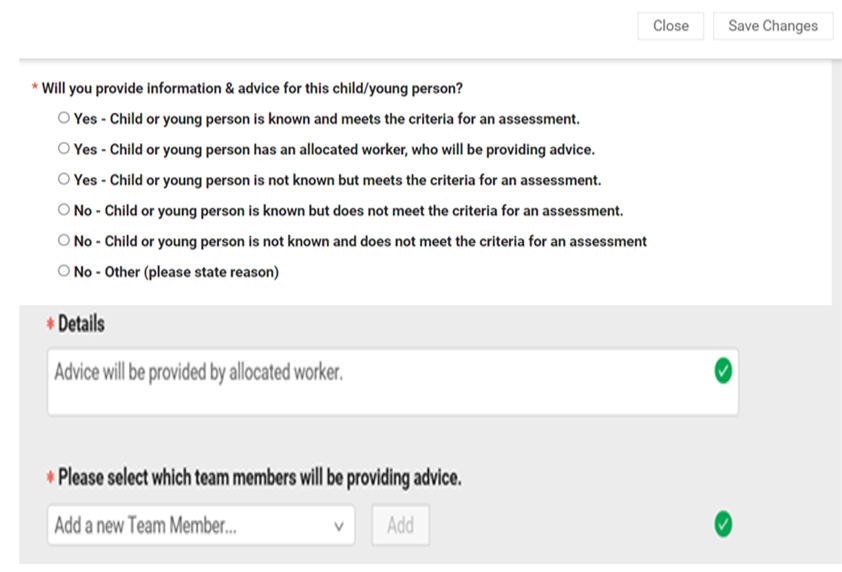 Close Save Changes
* Will you provide information & advice for this child/young person?
Yes - Child or young person is known and meets the criteria for an assessment.
Yes - Child or young person has an allocated worker, who will be providing advice.
Yes - Child or young person is not known but meets the criteria for an assessment.
No - Child or young person is known but does not meet the criteria for an assessment.
No - Child or young person is not known and does not meet the criteria for an assessment
No - Other (please state reason)
* Details
Advice will be provided by allocated worker.
* Please select which team members will be providing advice.
Add a new Team Member... Add